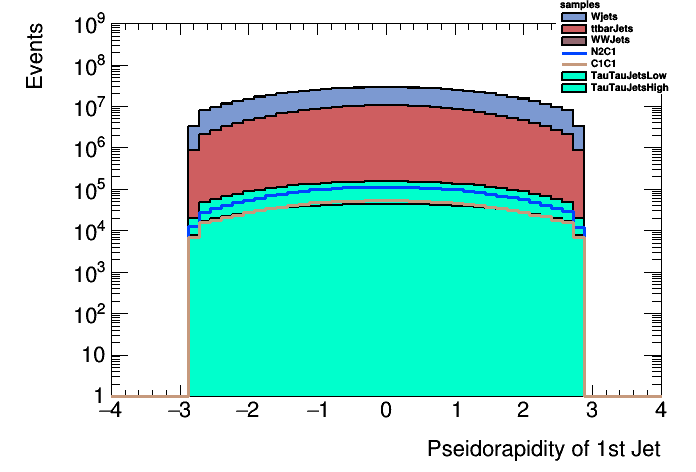 samples
Wjets
ttbarJets
WWJets
N2C1
C1C1
TauTauJetsLow
TauTauJetsHigh
Events
10⁹
10⁸
10⁷
10⁶
10⁵
10⁴
10³
10²
10
1
−4 −3 −2 −1 0 1 2 3 4
Pseidorapidity of 1st Jet